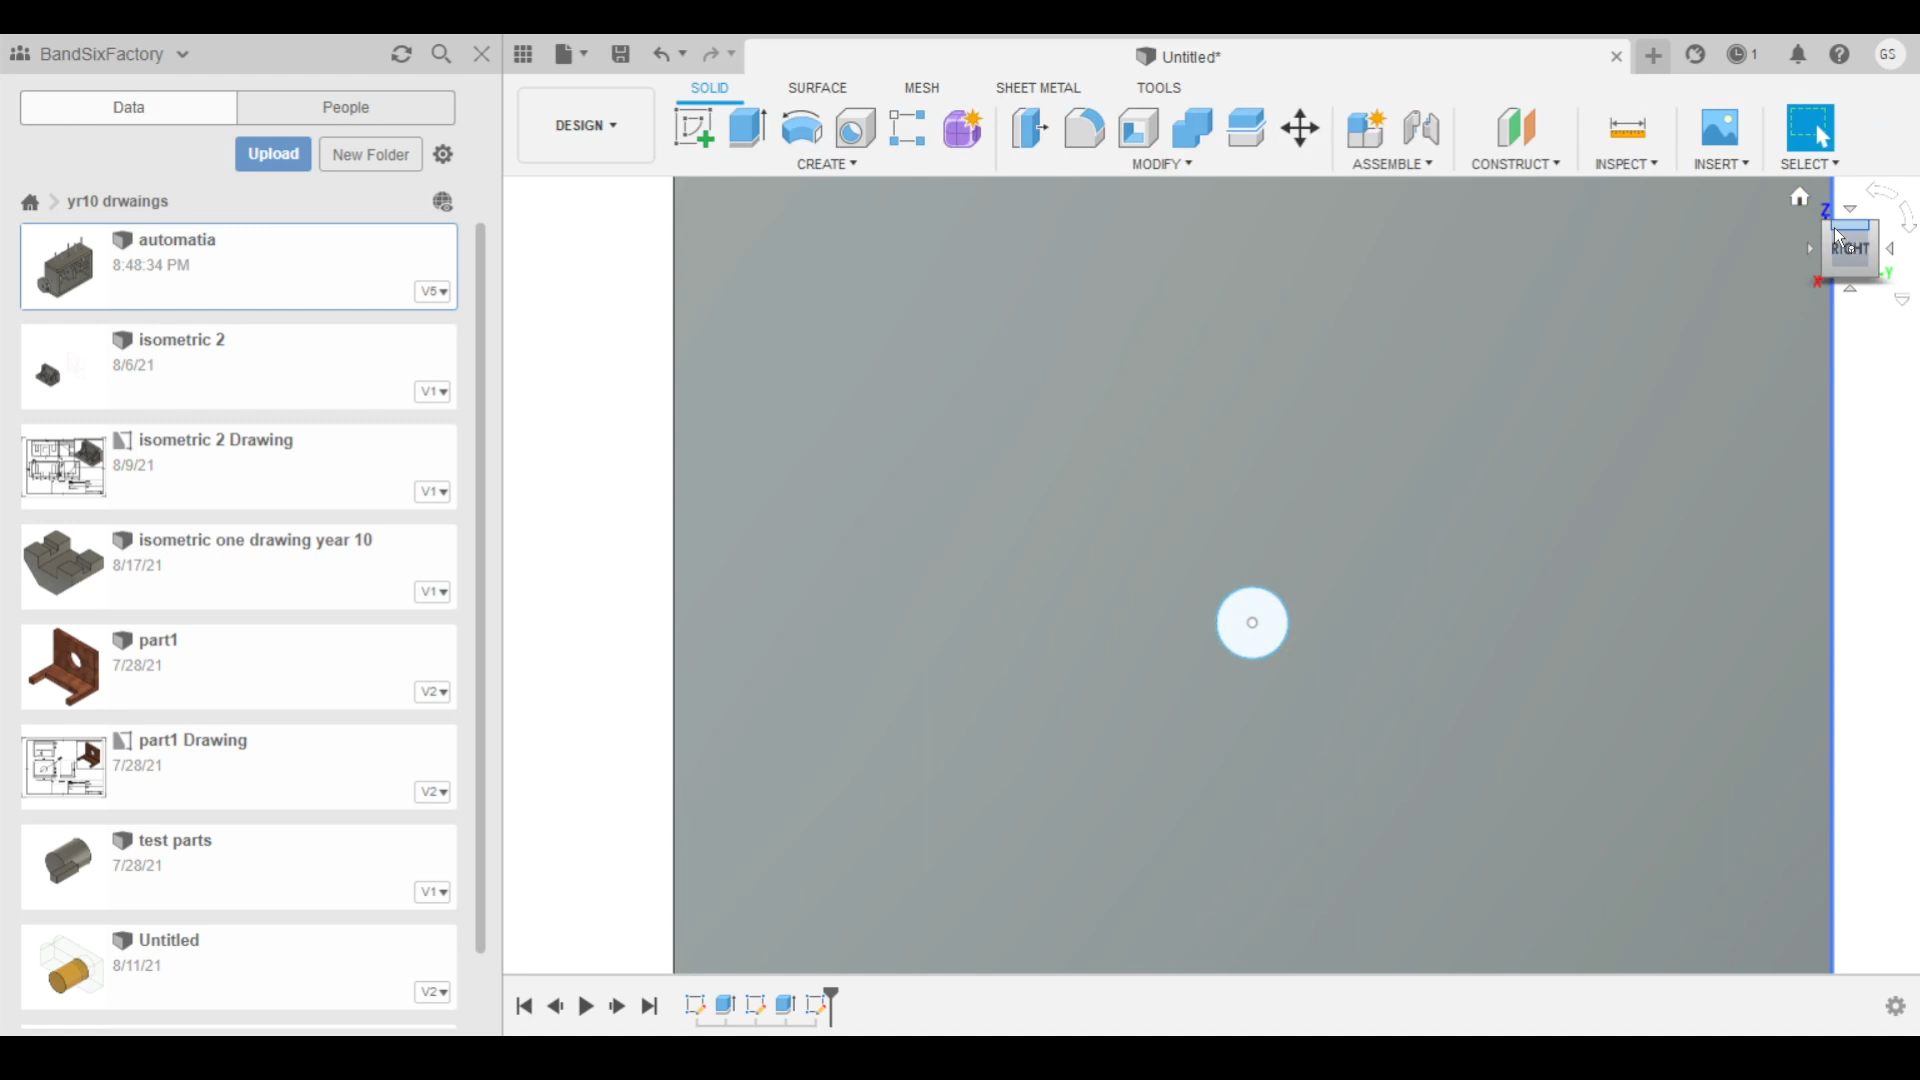 BandSixFactory
Untitled*
1
GS
Data
People
Upload
New Folder
yr10 drwaings
automatia
8:48:34 PM
V5
isometric 2
8/6/21
V1
isometric 2 Drawing
8/9/21
V1
isometric one drawing year 10
8/17/21
V1
part1
7/28/21
V2
part1 Drawing
7/28/21
V2
test parts
7/28/21
V1
Untitled
8/11/21
V2
DESIGN
SOLID
SURFACE
MESH
SHEET METAL
TOOLS
CREATE
MODIFY
ASSEMBLE
CONSTRUCT
INSPECT
INSERT
SELECT
Z
RIGHT
X
-Y